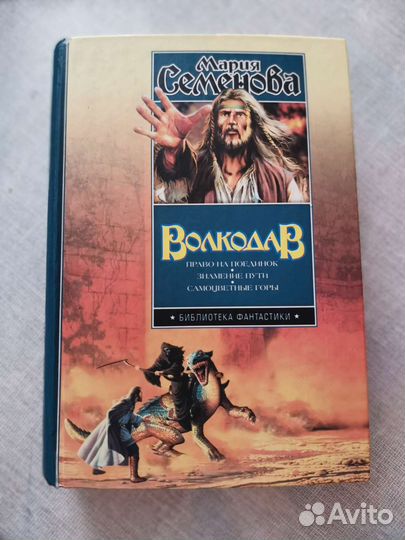 Мария
Семенова
Волкодав
ПРАВО НА ПОЕДИНОК
ЗНАМЕНИЕ ПУТИ
САМОЦВЕТНЫЕ ГОРЫ
★ БИБЛИОТЕКА ФАНТАСТИКИ ★
Avito